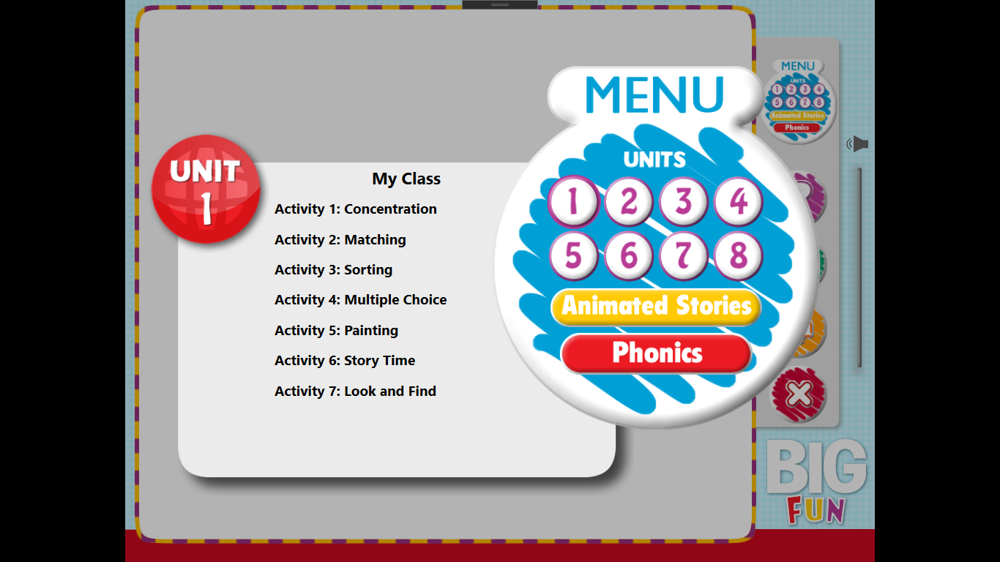 UNIT
1
My Class
Activity 1: Concentration
Activity 2: Matching
Activity 3: Sorting
Activity 4: Multiple Choice
Activity 5: Painting
Activity 6: Story Time
Activity 7: Look and Find
MENU
UNITS
1 2 3 4
5 6 7 8
Animated Stories
Phonics
MENU
UNITS
1 2 3 4
5 6 7 8
Animated Stories
Phonics
BIG
FUN